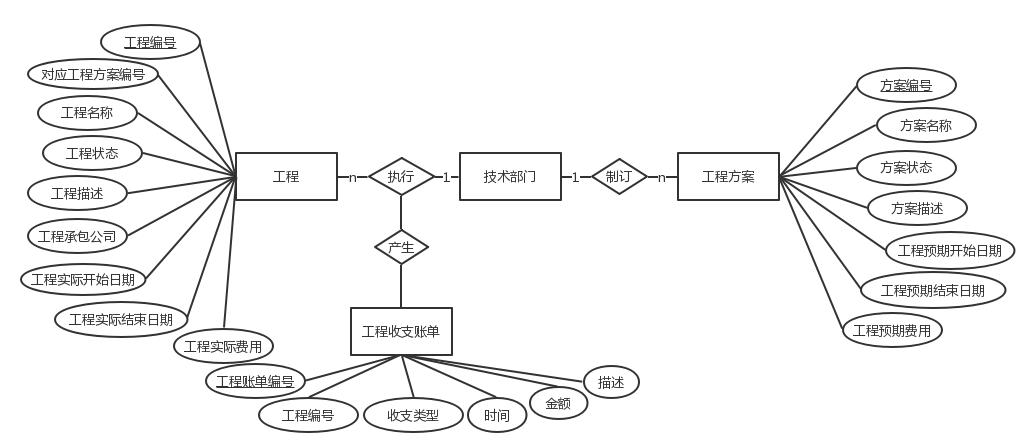 工程编号
对应工程方案编号
工程名称
工程状态
工程描述
工程承包公司
工程实际开始日期
工程实际结束日期
工程实际费用
工程
n
执行
1
技术部门
1
制订
n
工程方案
方案编号
方案名称
方案状态
方案描述
工程预期开始日期
工程预期结束日期
工程预期费用
产生
工程收支账单
工程账单编号
工程编号
收支类型
时间
金额
描述